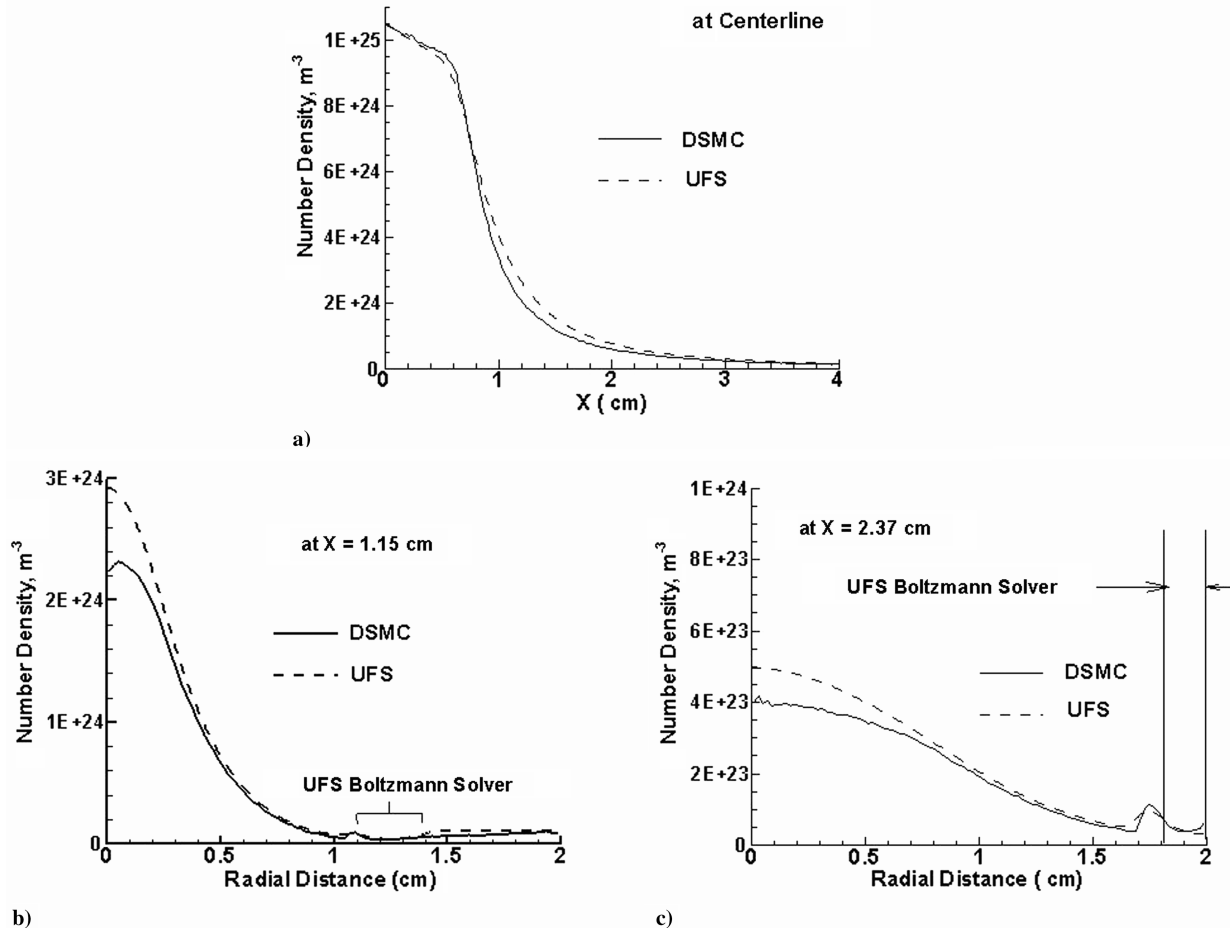 at Centerline
Number Density, m-3
1E +25
8E +24
6E +24
4E +24
2E +24
0
DSMC
UFS
0 1 2 3 4
X ( cm)
a)
Number Density, m-3
3E +24
2E +24
1E +24
0
at X = 1.15 cm
DSMC
UFS
UFS Boltzmann Solver
0 0.5 1 1.5 2
Radial Distance (cm)
b)
Number Density, m-3
1E +24
8E +23
6E +23
4E +23
2E +23
0
at X = 2.37 cm
UFS Boltzmann Solver
DSMC
UFS
0 0.5 1 1.5 2
Radial Distance ( cm)
c)